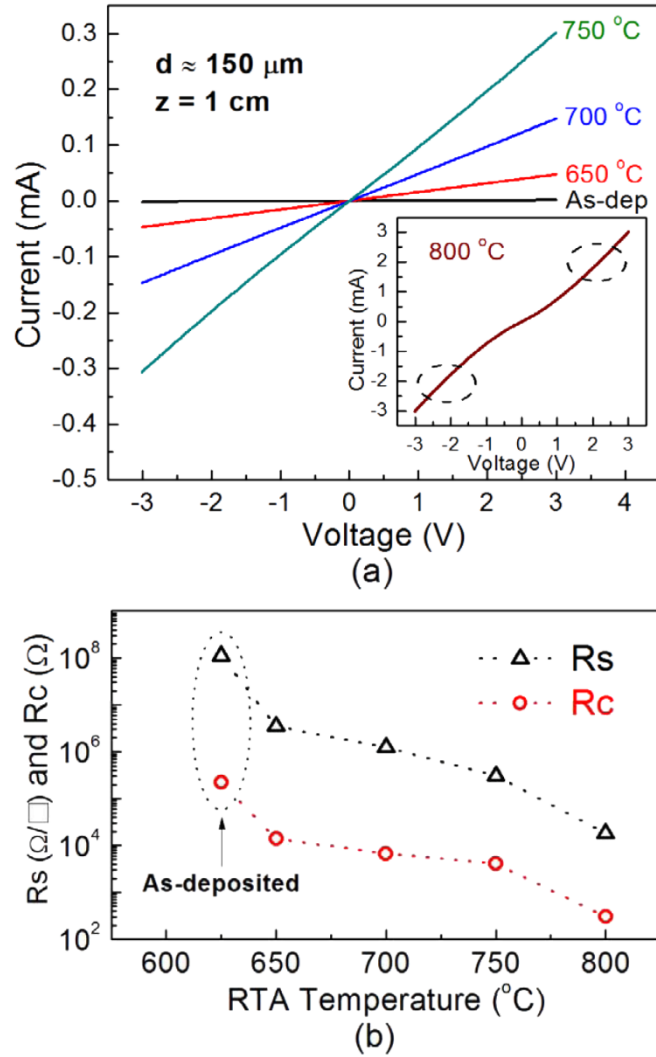 0.3
0.2
0.1
0.0
-0.1
-0.2
-0.3
-0.4
-0.5
Current (mA)
d ≈ 150 μm
z = 1 cm
750 °C
700 °C
650 °C
As-dep
800 °C
3
2
1
0
-1
-2
-3
Current (mA)
-3 -2 -1 0 1 2 3
Voltage (V)
-3 -2 -1 0 1 2 3 4
Voltage (V)
(a)
10⁸
10⁶
10⁴
10²
Rs (Ω/□) and Rc (Ω)
Rs
Rc
As-deposited
600 650 700 750 800
RTA Temperature (°C)
(b)